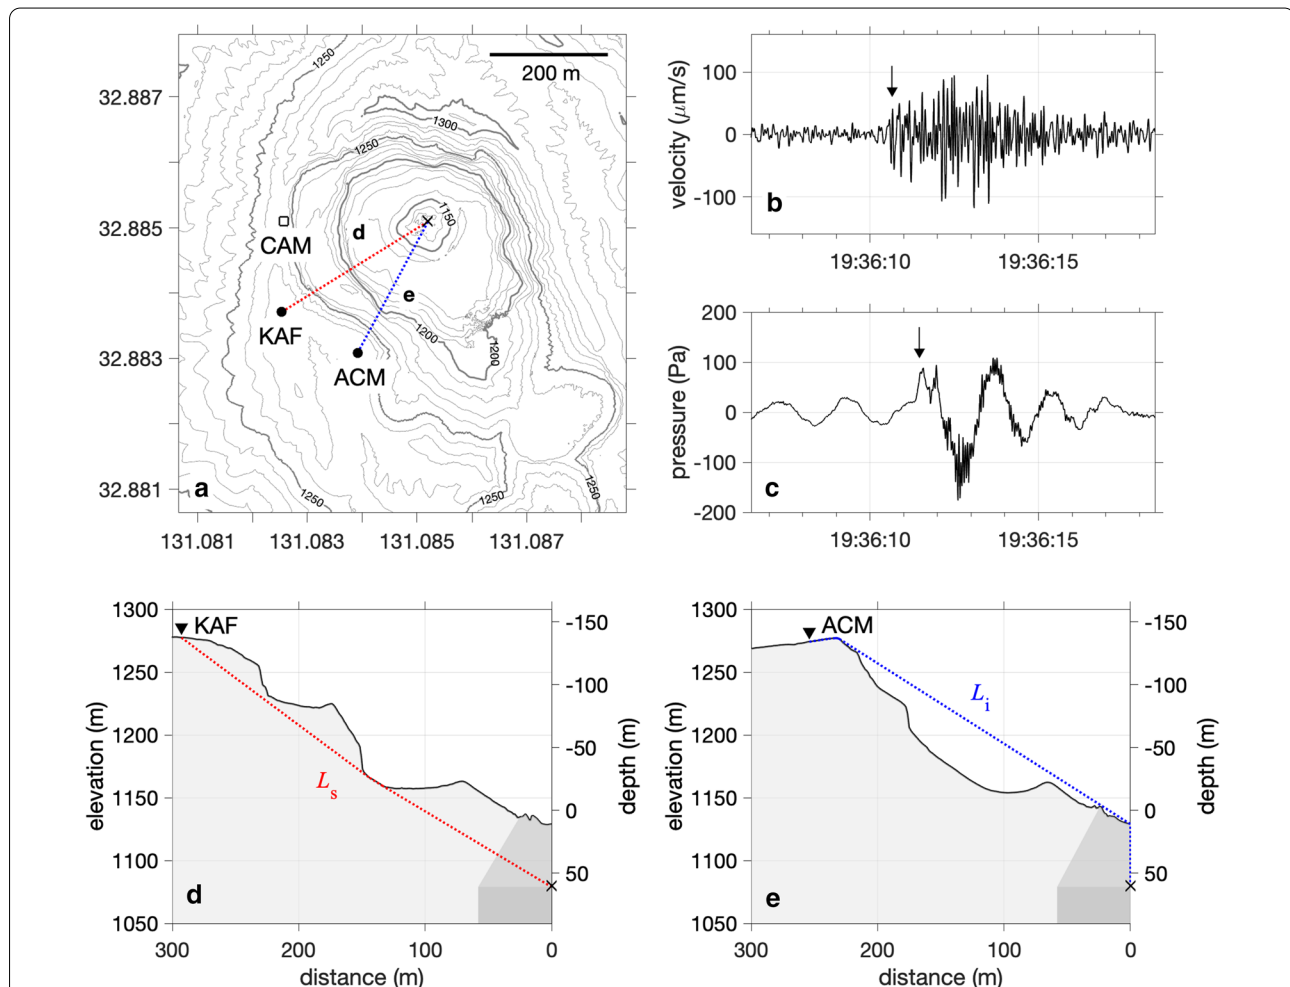 200 m
32.887
32.885
32.883
32.881
1250
1300
1250
1150
1200
1200
1250
1250
1250
CAM
KAF
ACM
d
e
a
131.081 131.083 131.085 131.087
velocity (μm/s)
100
0
-100
b
19:36:10 19:36:15
pressure (Pa)
200
100
0
-100
-200
c
19:36:10 19:36:15
elevation (m)
1300
1250
1200
1150
1100
1050
KAF
Ls
d
-150
-100
-50
0
50
depth (m)
300 200 100 0
distance (m)
elevation (m)
1300
1250
1200
1150
1100
1050
ACM
Li
e
-150
-100
-50
0
50
depth (m)
300 200 100 0
distance (m)